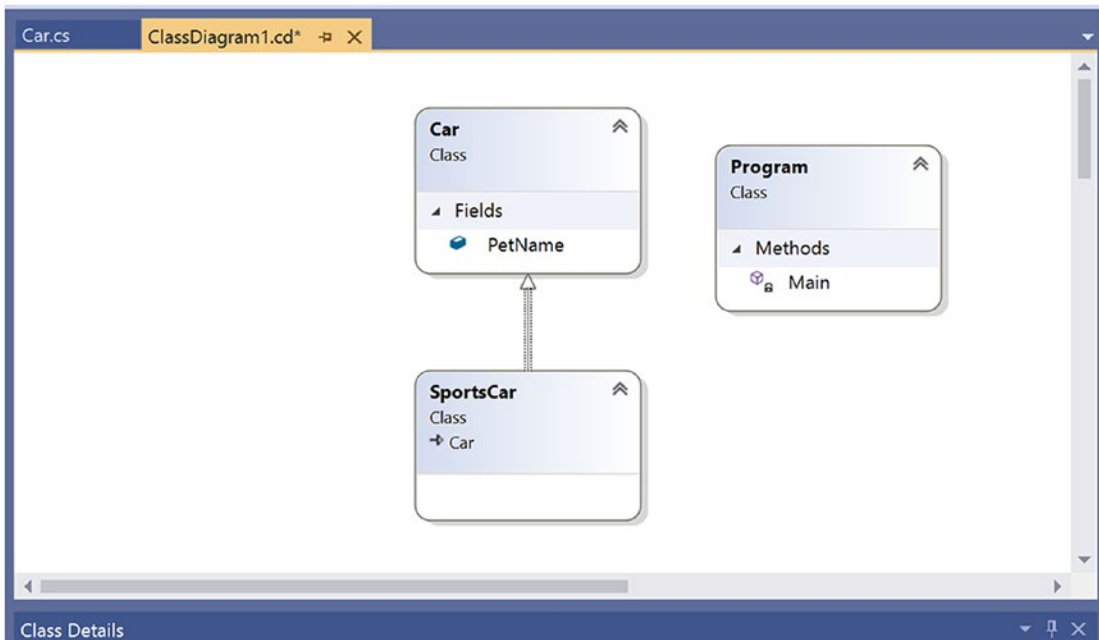 Car.cs
ClassDiagram1.cd*
Car
Class
Fields
PetName
Program
Class
Methods
Main
SportsCar
Class
Car
Class Details